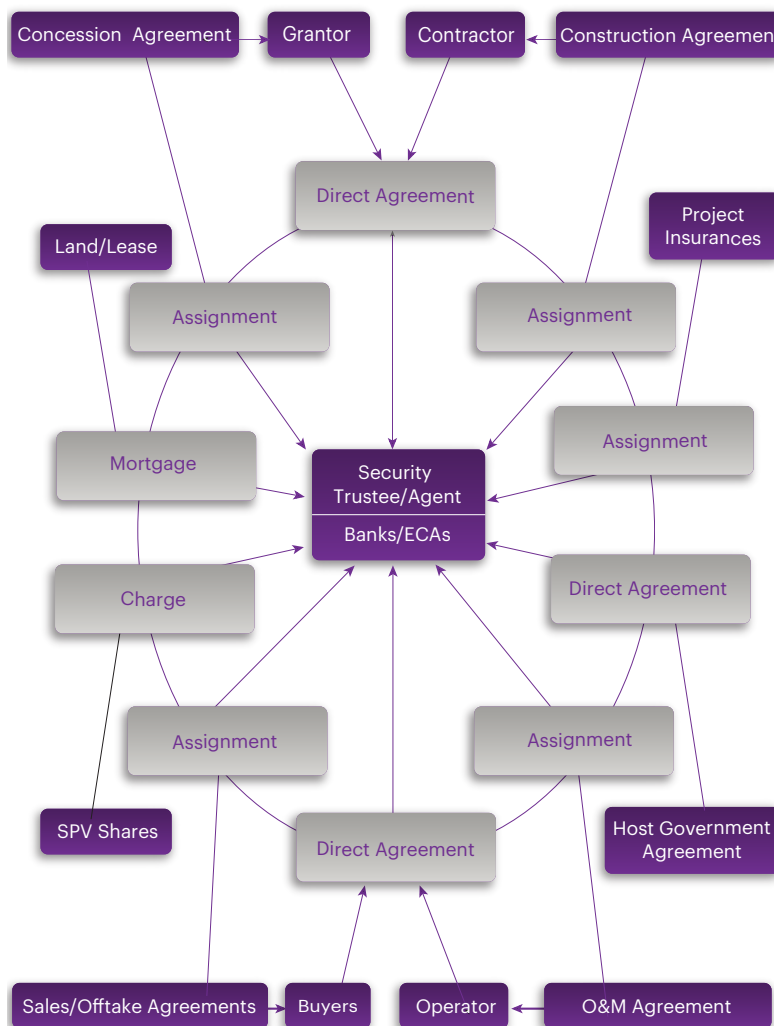 Concession Agreement
Grantor
Contractor
Construction Agreemen
Direct Agreement
Project
Insurances
Land/Lease
Assignment
Assignment
Assignment
Mortgage
Security
Trustee/Agent
Banks/ECAs
Direct Agreement
Charge
Assignment
Assignment
SPV Shares
Direct Agreement
Host Government
Agreement
Sales/Offtake Agreements
Buyers
Operator
O&M Agreement